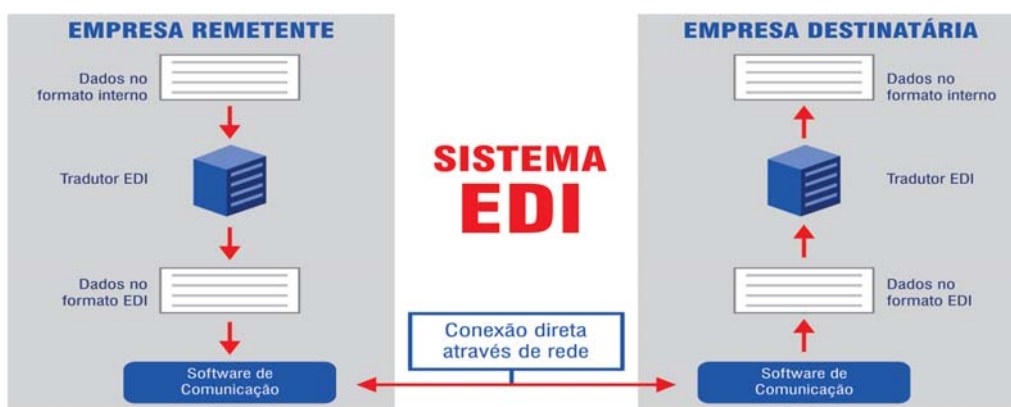 EMPRESA REMETENTE
Dados no
formato interno
Tradutor EDI
Dados no
formato EDI
Software de
Comunicação
SISTEMA
EDI
Conexão direta
através de rede
EMPRESA DESTINATÁRIA
Dados no
formato interno
Tradutor EDI
Dados no
formato EDI
Software de
Comunicação